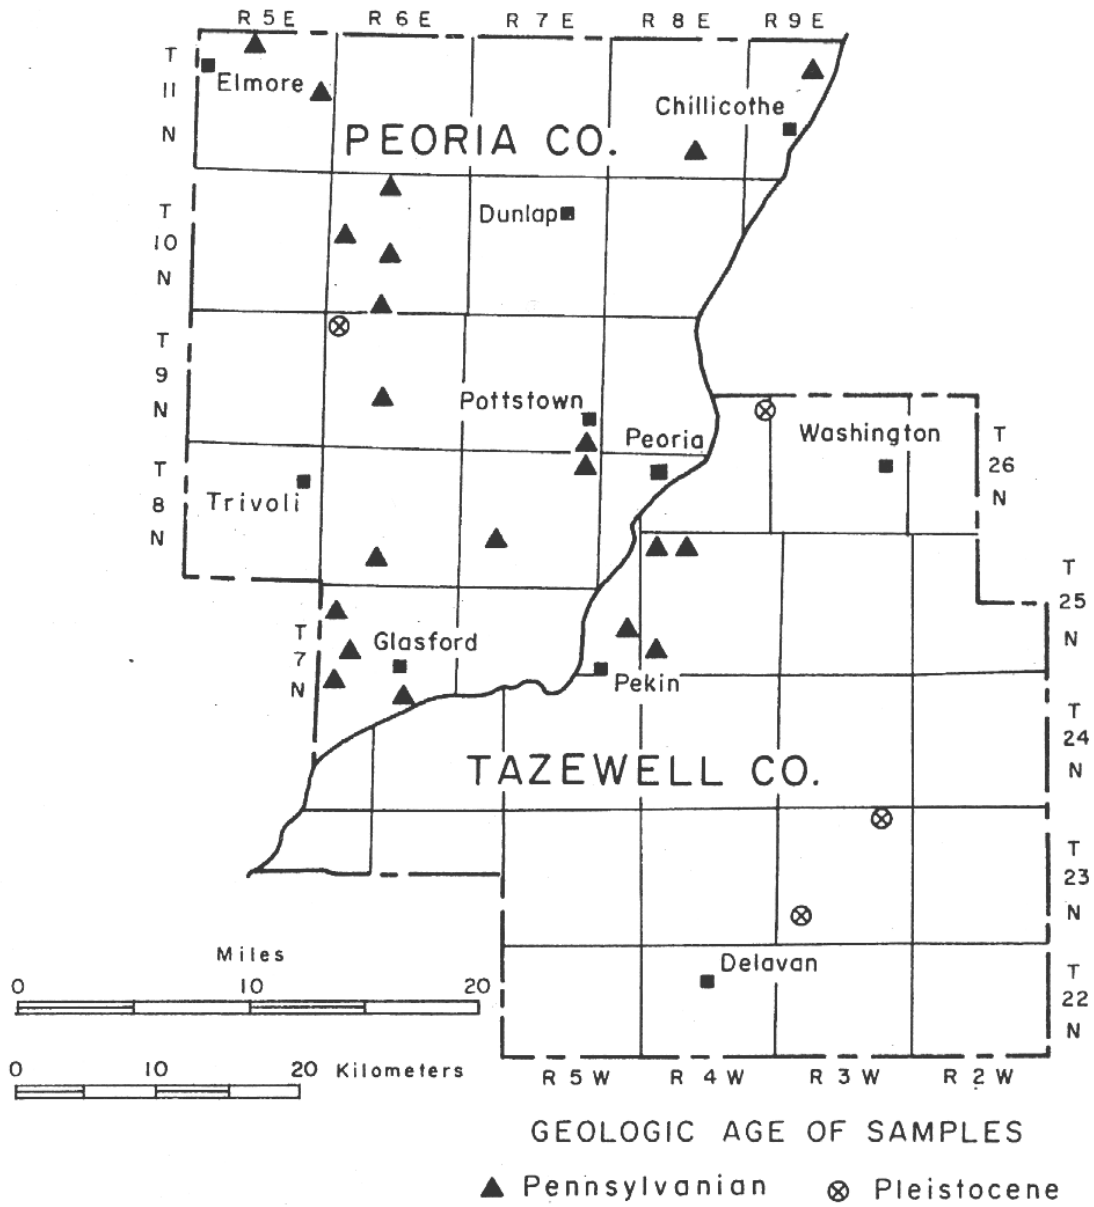 R 5 E R 6 E R 7 E R 8 E R 9 E
T
11
N
Elmore
Chillicothe
PEORIA CO.
T
10
N
Dunlap
T
9
N
Pottstown
Peoria
Washington
T
26
N
T
8
N
Trivoli
T
25
N
T
7
N
Glasford
Pekin
T
24
N
TAZEWELL CO.
T
23
N
Miles
0 10 20
Delavan
T
22
N
0 10 20 Kilometers
R 5 W R 4 W R 3 W R 2 W
GEOLOGIC AGE OF SAMPLES
Pennsylvanian Pleistocene